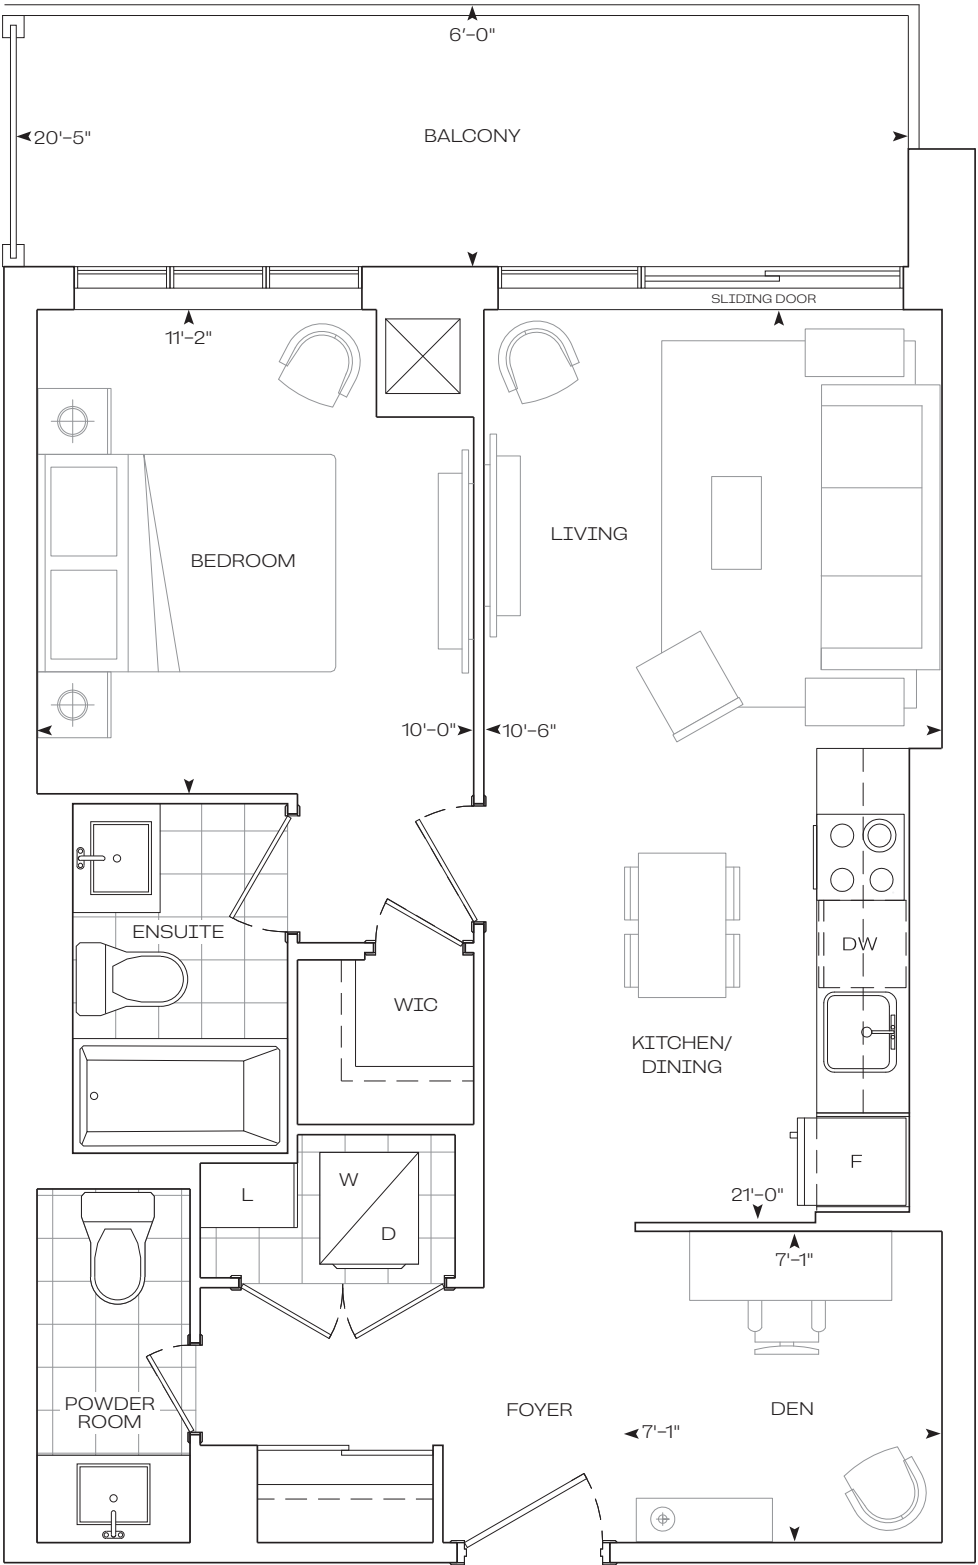 6'-0"
20'-5"
BALCONY
SLIDING DOOR
11'-2"
LIVING
BEDROOM
10'-0"
10'-6"
ENSUITE
DW
WIC
KITCHEN/
DINING
F
W
L
21'-0"
D
7'-1"
POWDER
ROOM
FOYER
DEN
7'-1"